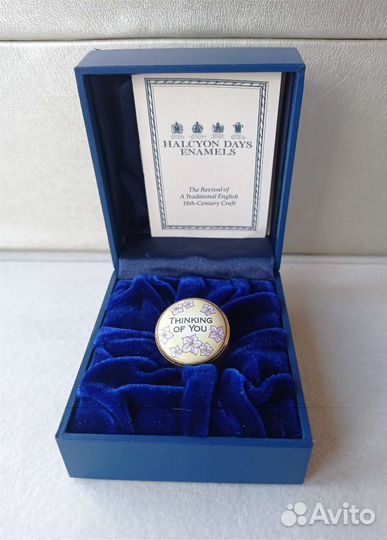 HALCYON DAYS
ENAMELS
The Revival of
A Traditional English
18th-Century Craft
THINKING
OF YOU
Avito